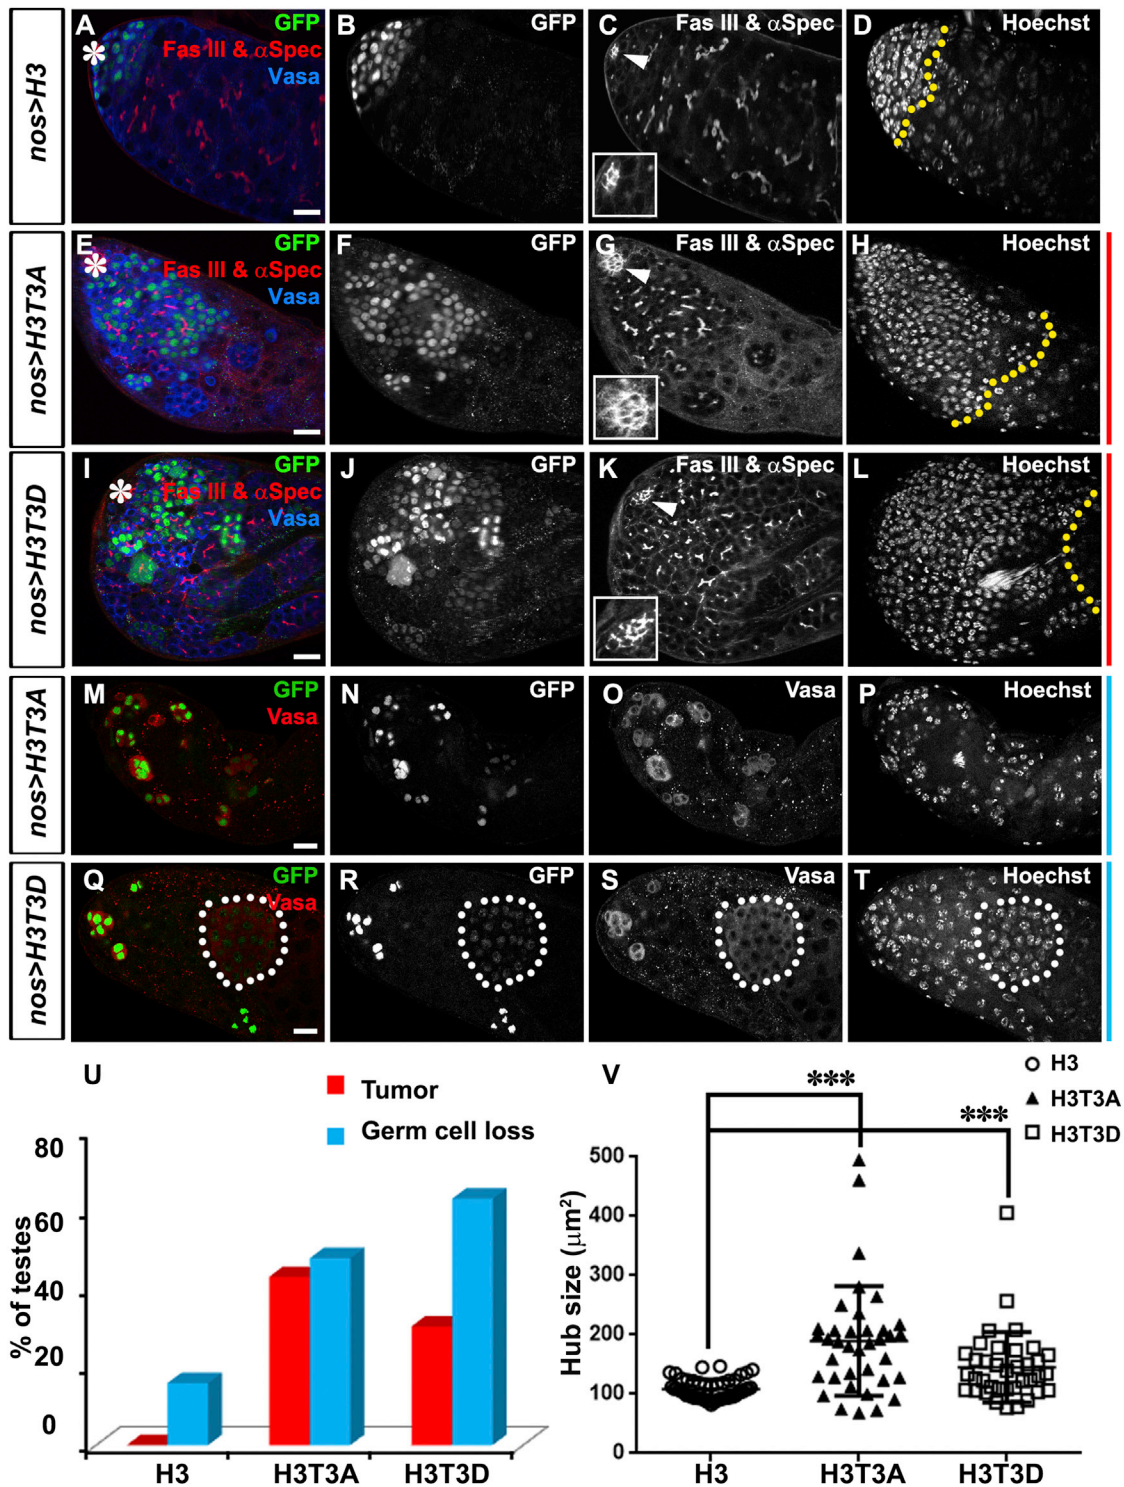 nos>H3
A
GFP
Fas III & αSpec
Vasa
B
GFP
C
Fas III & αSpec
D
Hoechst
nos>H3T3A
E
GFP
Fas III & αSpec
Vasa
F
GFP
G
Fas III & αSpec
H
Hoechst
nos>H3T3D
I
GFP
Fas III & αSpec
Vasa
J
GFP
K
Fas III & αSpec
L
Hoechst
nos>H3T3A
M
GFP
Vasa
N
GFP
O
Vasa
P
Hoechst
nos>H3T3D
Q
GFP
Vasa
R
GFP
S
Vasa
T
Hoechst
U
Tumor
Germ cell loss
% of testes
80
60
40
20
0
H3
H3T3A
H3T3D
V
H3
H3T3A
H3T3D
***
***
Hub size (μm²)
500
400
300
200
100
0
H3
H3T3A
H3T3D